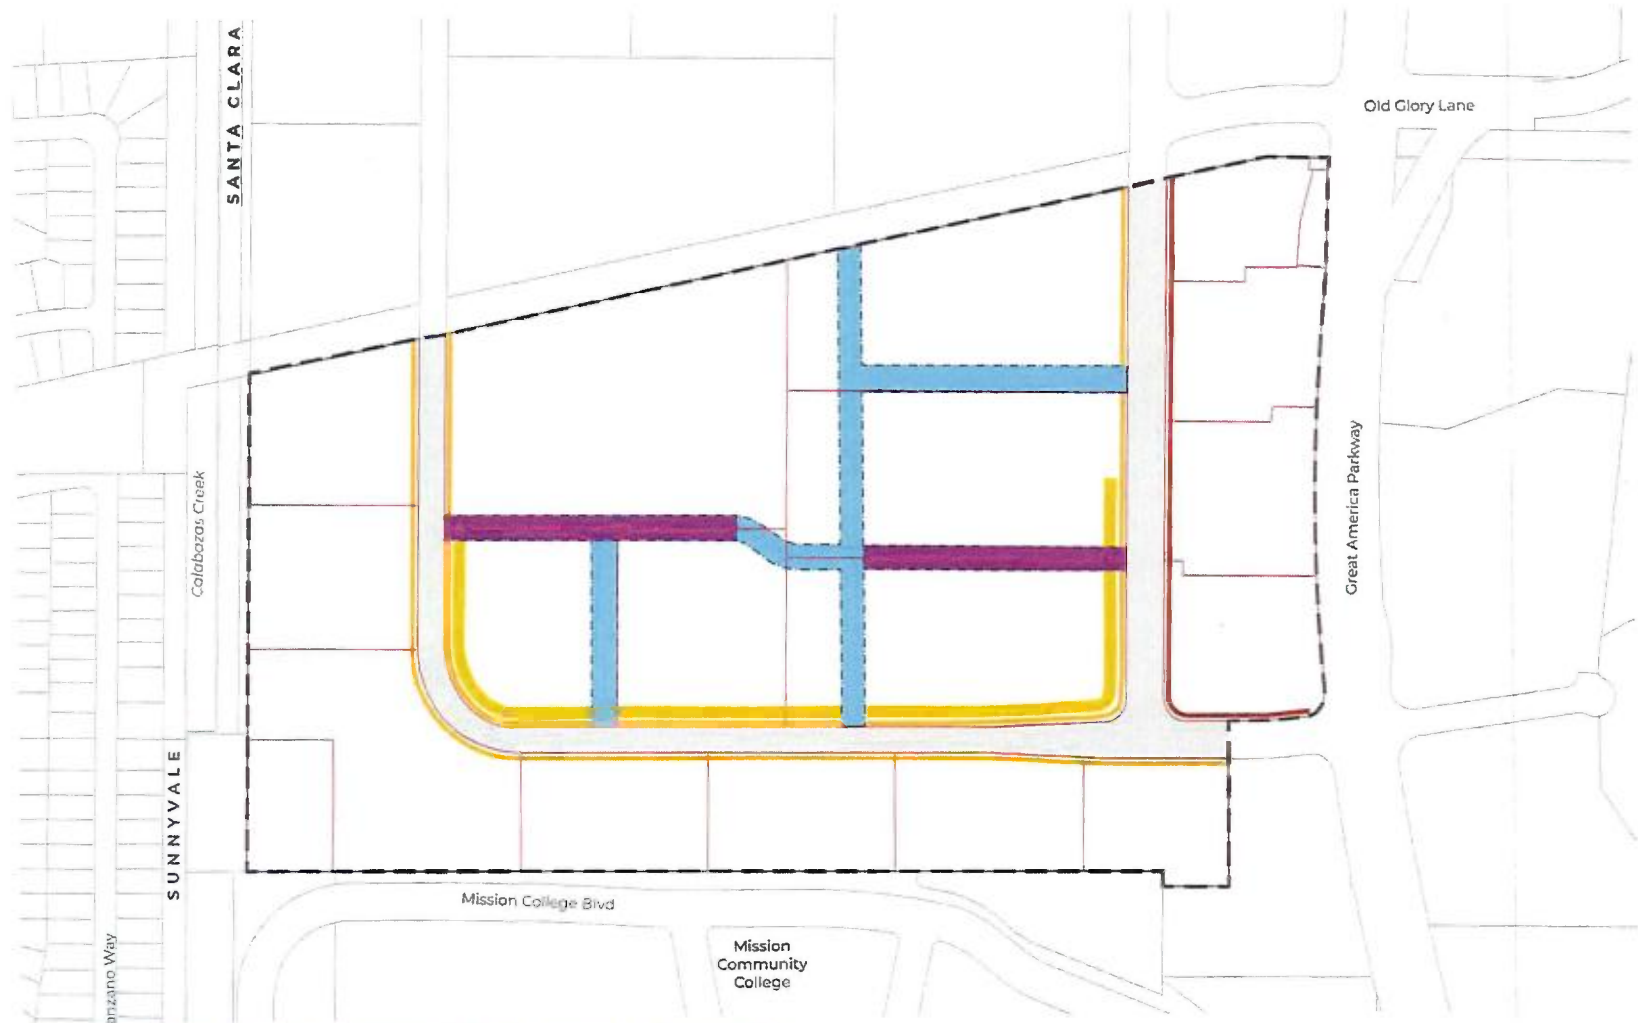 SANTA CLARA
Old Glory Lane
Great America Parkway
Calabazas Creek
SUNNYVALE
Mission College Blvd
Mission
Community
College
Way